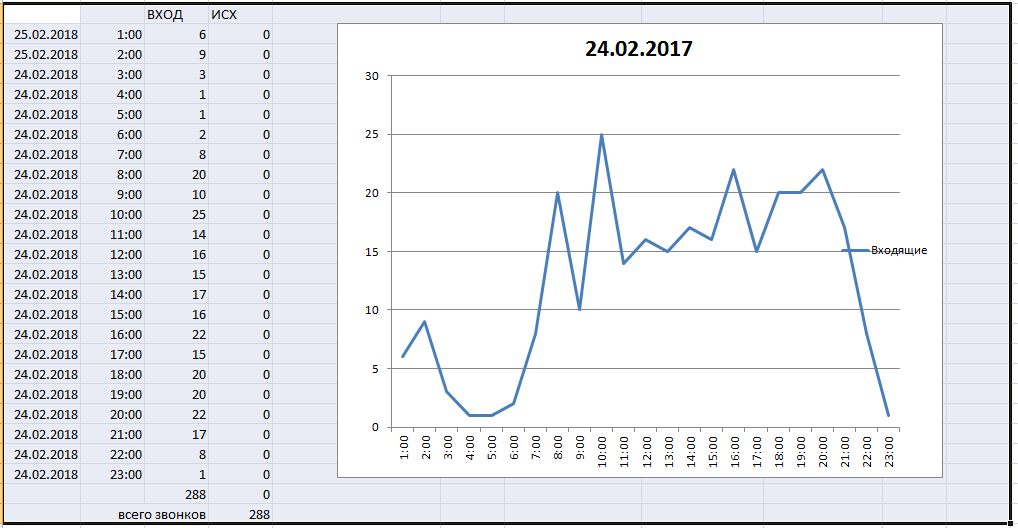 ВХОД ИСХ
25.02.2018 1:00 6 0
25.02.2018 2:00 9 0
24.02.2018 3:00 3 0
24.02.2018 4:00 1 0
24.02.2018 5:00 1 0
24.02.2018 6:00 2 0
24.02.2018 7:00 8 0
24.02.2018 8:00 20 0
24.02.2018 9:00 10 0
24.02.2018 10:00 25 0
24.02.2018 11:00 14 0
24.02.2018 12:00 16 0
24.02.2018 13:00 15 0
24.02.2018 14:00 17 0
24.02.2018 15:00 16 0
24.02.2018 16:00 22 0
24.02.2018 17:00 15 0
24.02.2018 18:00 20 0
24.02.2018 19:00 20 0
24.02.2018 20:00 22 0
24.02.2018 21:00 17 0
24.02.2018 22:00 8 0
24.02.2018 23:00 1 0
288 0
всего звонков 288
24.02.2017
30
25
20
15
10
5
0
Входящие
1:00 2:00 3:00 4:00 5:00 6:00 7:00 8:00 9:00 10:00 11:00 12:00 13:00 14:00 15:00 16:00 17:00 18:00 19:00 20:00 21:00 22:00 23:00